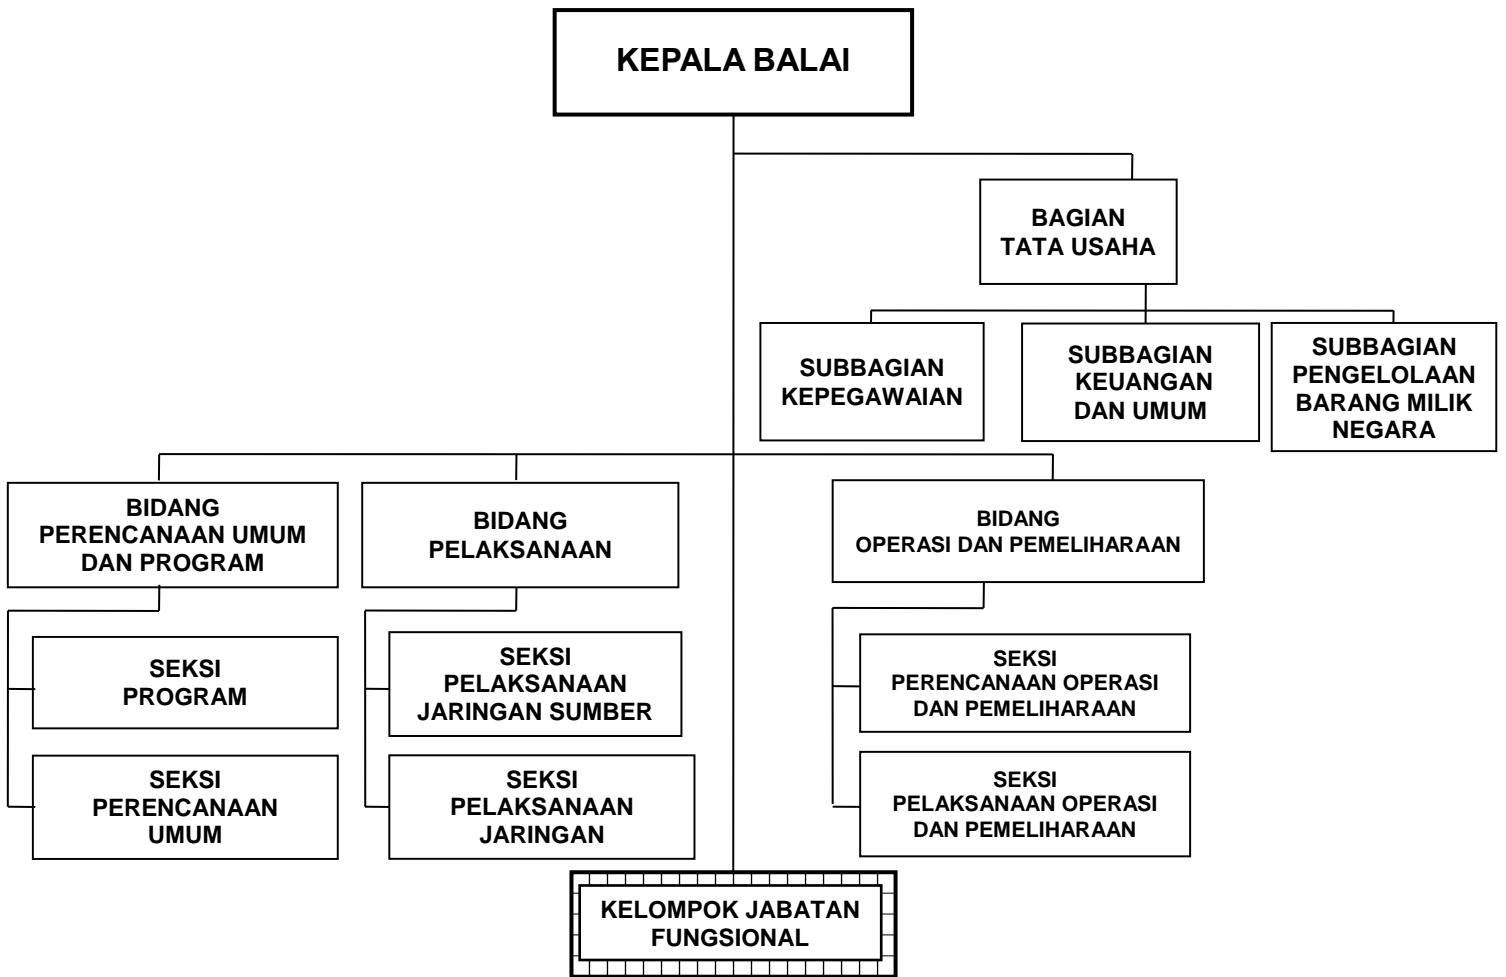 KEPALA BALAI
BAGIAN
TATA USAHA
SUBBAGIAN
KEPEGAWAIAN
SUBBAGIAN
KEUANGAN
DAN UMUM
SUBBAGIAN
PENGELOLAAN
BARANG MILIK
NEGARA
BIDANG
PERENCANAAN UMUM
DAN PROGRAM
BIDANG
PELAKSANAAN
BIDANG
OPERASI DAN PEMELIHARAAN
SEKSI
PROGRAM
SEKSI
PERENCANAAN
UMUM
SEKSI
PELAKSANAAN
JARINGAN SUMBER
SEKSI
PELAKSANAAN
JARINGAN
SEKSI
PERENCANAAN OPERASI
DAN PEMELIHARAAN
SEKSI
PELAKSANAAN OPERASI
DAN PEMELIHARAAN
KELOMPOK JABATAN
FUNGSIONAL